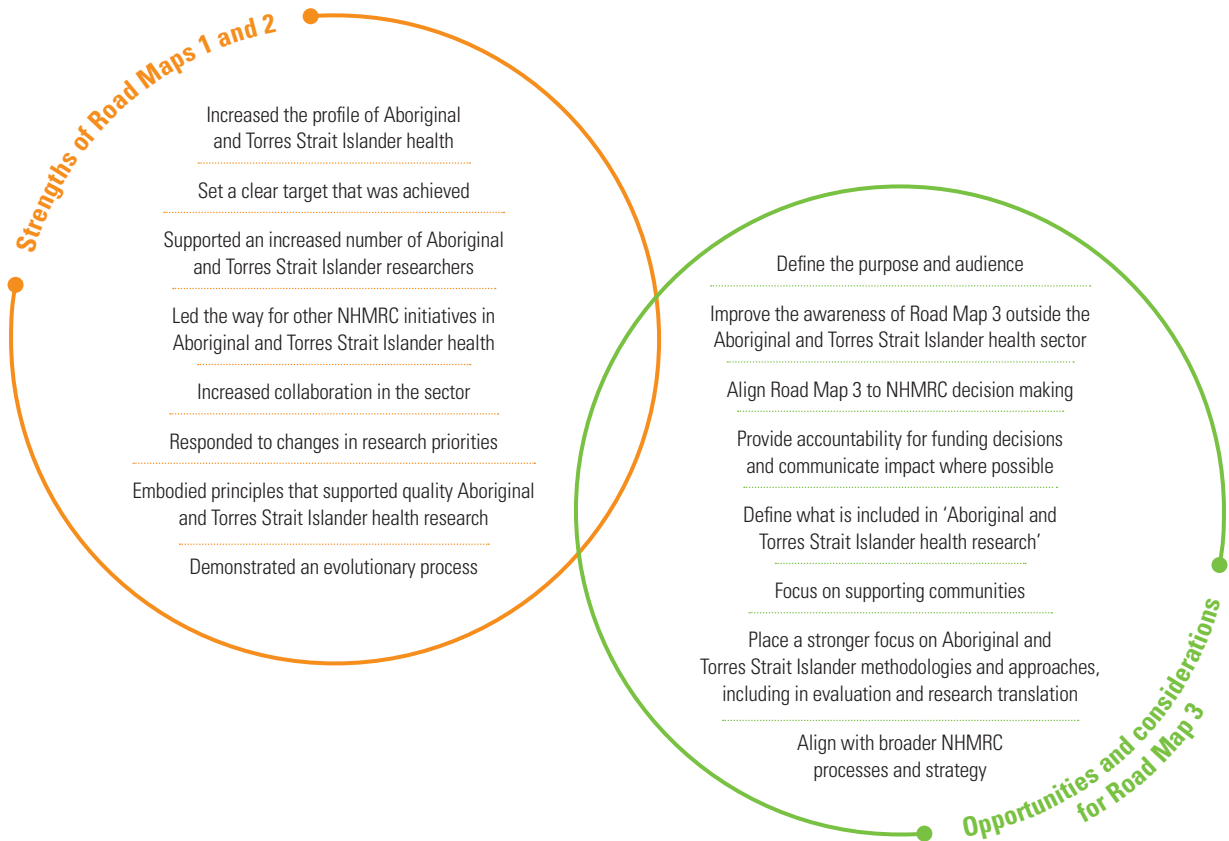 Strengths of Road Maps 1 and 2
Increased the profile of Aboriginal
and Torres Strait Islander health
Set a clear target that was achieved
Supported an increased number of Aboriginal
and Torres Strait Islander researchers
Led the way for other NHMRC initiatives in
Aboriginal and Torres Strait Islander health
Increased collaboration in the sector
Responded to changes in research priorities
Embodied principles that supported quality Aboriginal
and Torres Strait Islander health research
Demonstrated an evolutionary process
Define the purpose and audience
Improve the awareness of Road Map 3 outside the
Aboriginal and Torres Strait Islander health sector
Align Road Map 3 to NHMRC decision making
Provide accountability for funding decisions
and communicate impact where possible
Define what is included in ‘Aboriginal and
Torres Strait Islander health research’
Focus on supporting communities
Place a stronger focus on Aboriginal and
Torres Strait Islander methodologies and approaches,
including in evaluation and research translation
Align with broader NHMRC
processes and strategy
Opportunities and considerations
for Road Map 3